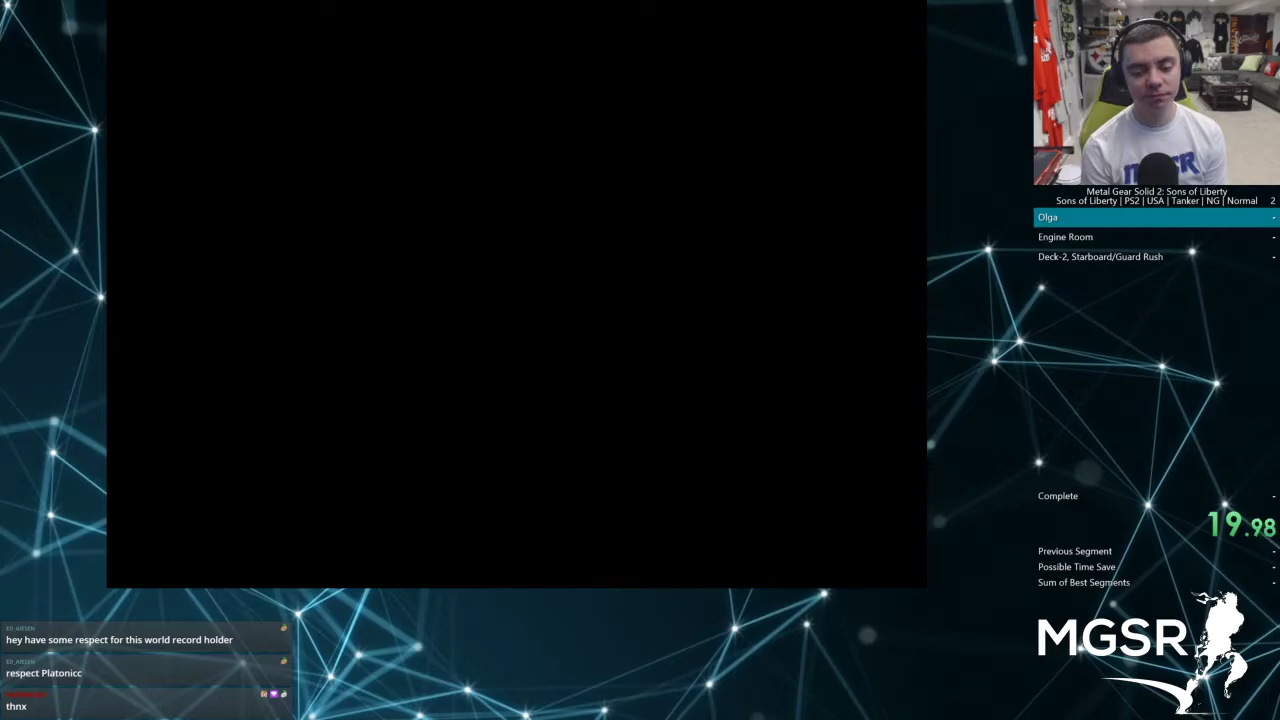 Metal Gear Solid 2: Sons of Liberty
Sons of Liberty | PS2 | USA | Tanker | NG | Normal 2
Olga -
Engine Room -
Deck-2, Starboard/Guard Rush -
Complete -
19.98
Previous Segment -
Possible Time Save -
Sum of Best Segments -
MGSR
ED_AIESEN
hey have some respect for this world record holder
ED_AIESEN
respect Platonicc
thnx